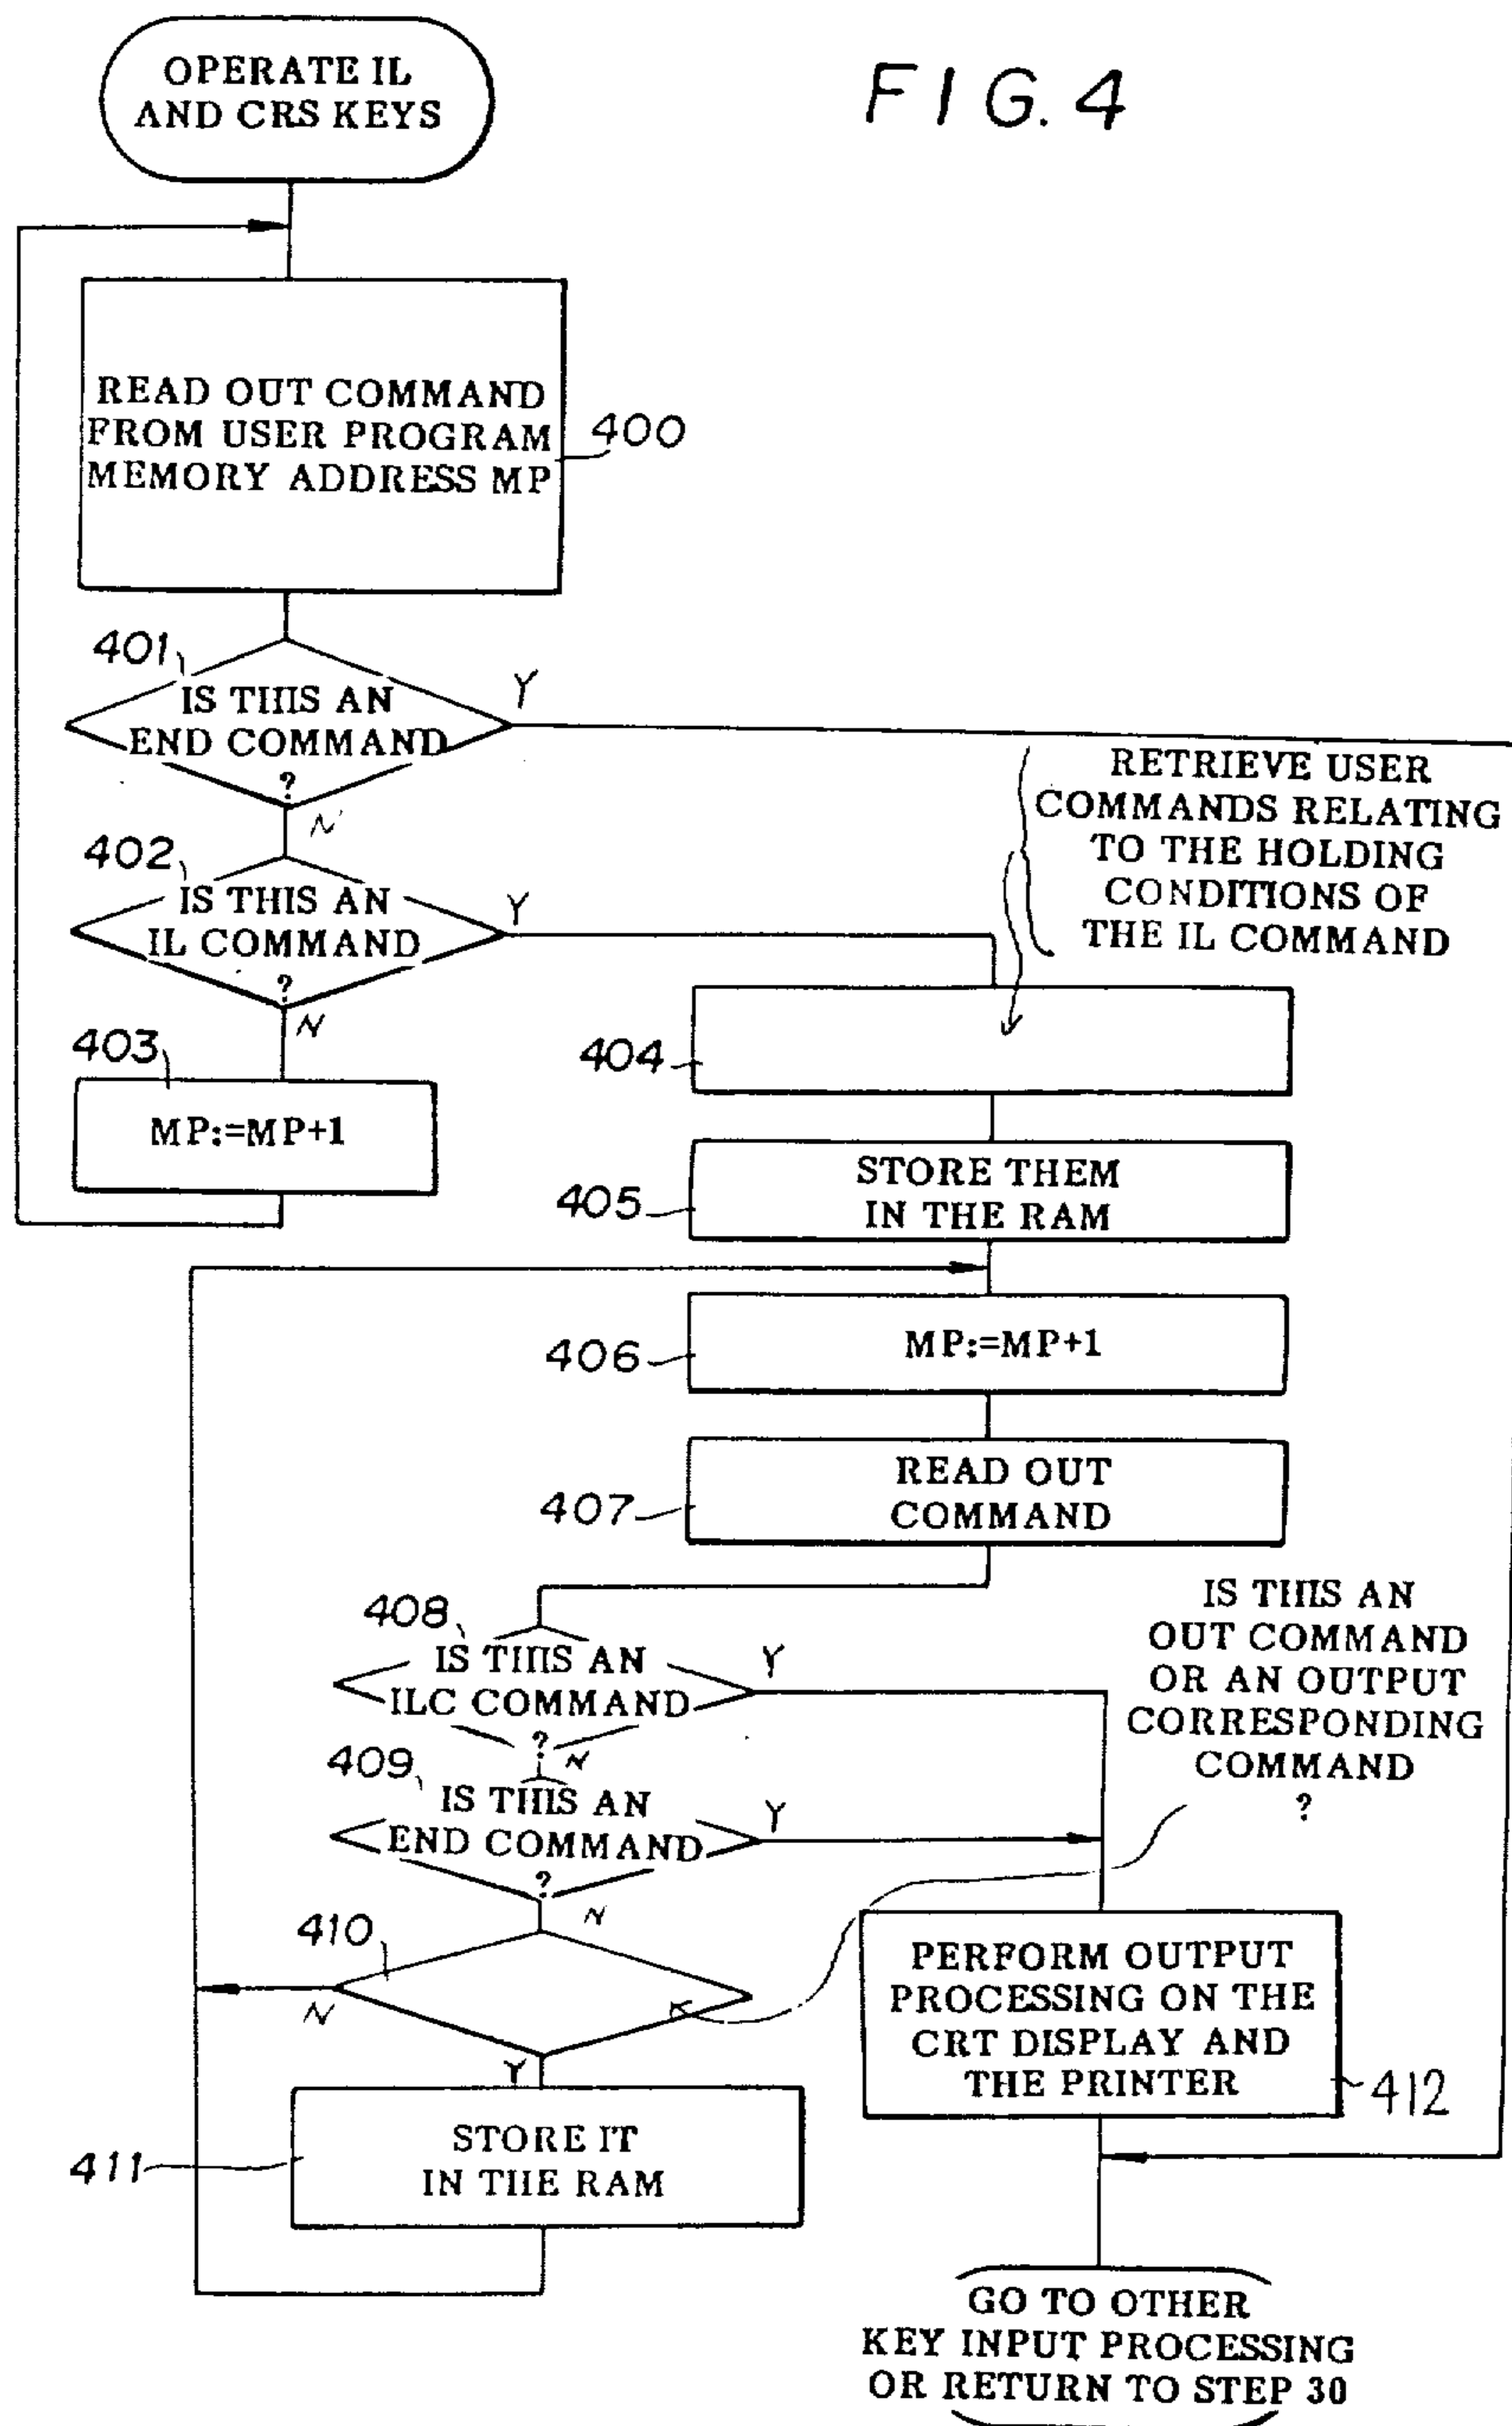 OPERATE IL
AND CRS KEYS
FIG. 4
READ OUT COMMAND
FROM USER PROGRAM
MEMORY ADDRESS MP
400
401
IS THIS AN
END COMMAND
?
Y
N
RETRIEVE USER
COMMANDS RELATING
TO THE HOLDING
CONDITIONS OF
THE IL COMMAND
402
IS THIS AN
IL COMMAND
?
Y
N
403
MP:=MP+1
404
405
STORE THEM
IN THE RAM
406
MP:=MP+1
407
READ OUT
COMMAND
408
IS THIS AN
ILC COMMAND
?
Y
N
IS THIS AN
OUT COMMAND
OR AN OUTPUT
CORRESPONDING
COMMAND
?
409
IS THIS AN
END COMMAND
?
Y
N
410
N
Y
PERFORM OUTPUT
PROCESSING ON THE
CRT DISPLAY AND
THE PRINTER
412
411
STORE IT
IN THE RAM
GO TO OTHER
KEY INPUT PROCESSING
OR RETURN TO STEP 30